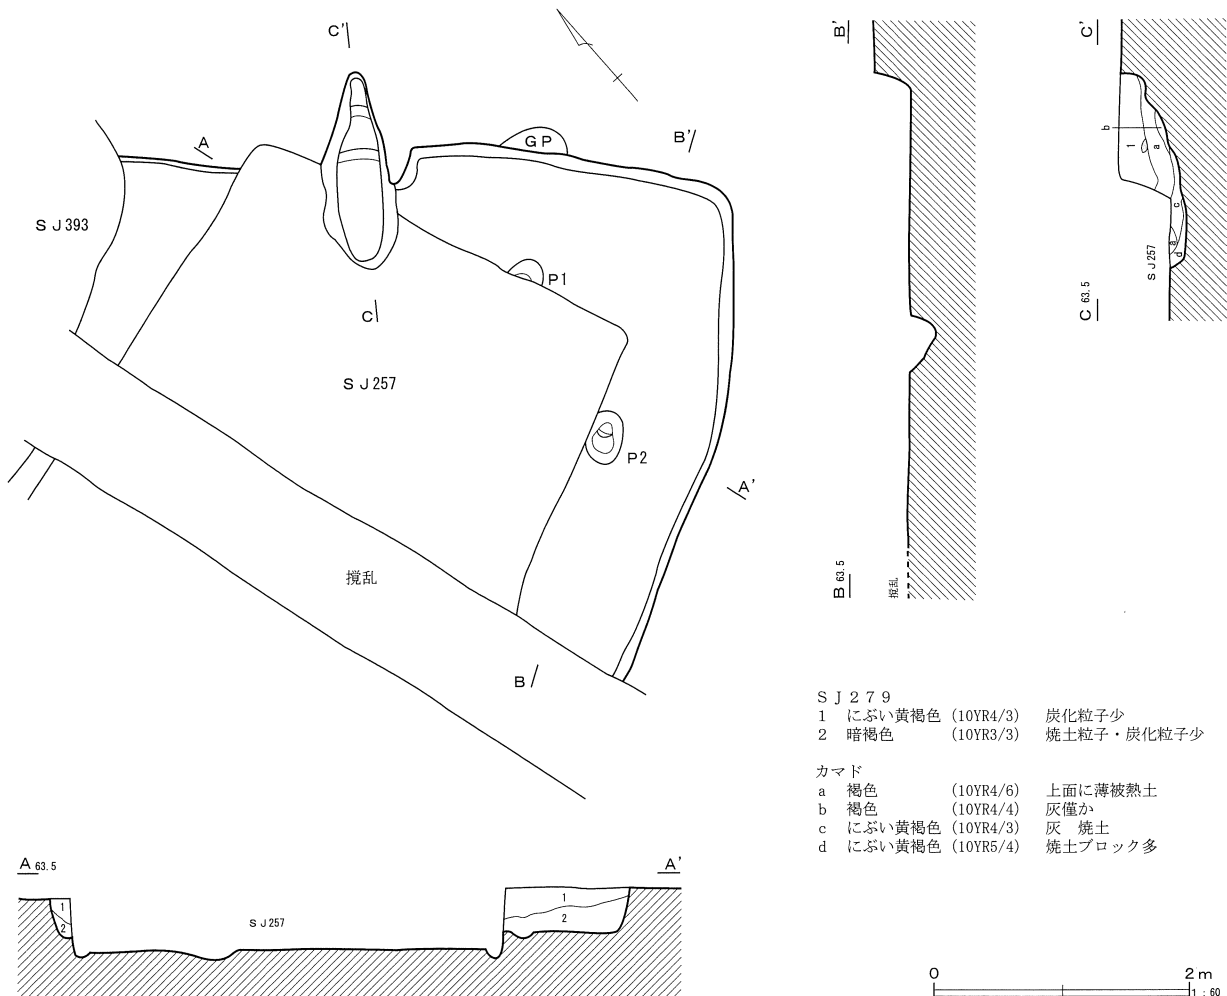 C'
A
GP
B'
SJ393
P1
C
SJ257
P2
A'
撹乱
B
B'
B 63.5
撹乱
C'
b
1
a
c
a
d
SJ257
C 63.5
SJ279
1 にぶい黄褐色 (10YR4/3) 炭化粒子少
2 暗褐色 (10YR3/3) 焼土粒子・炭化粒子少
カマド
a 褐色 (10YR4/6) 上面に薄被熱土
b 褐色 (10YR4/4) 灰僅か
c にぶい黄褐色 (10YR4/3) 灰 焼土
d にぶい黄褐色 (10YR5/4) 焼土ブロック多
A 63.5
A'
1
2
SJ257
1
2
0 2m
1:60